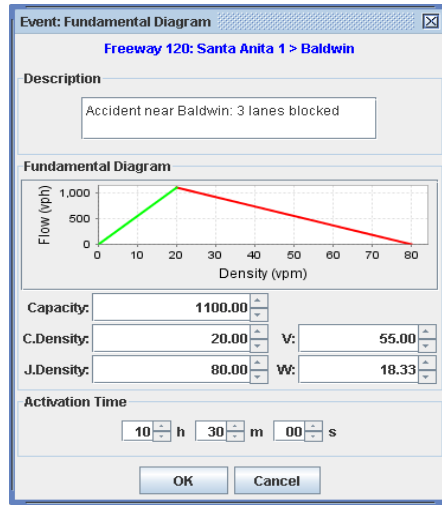 Event: Fundamental Diagram
Freeway 120: Santa Anita 1 > Baldwin
Description
Accident near Baldwin: 3 lanes blocked
Fundamental Diagram
Flow (vph)
1,000
500
0
0 10 20 30 40 50 60 70 80
Density (vpm)
Capacity: 1100.00
C.Density: 20.00 V: 55.00
J.Density: 80.00 W: 18.33
Activation Time
10 h 30 m 00 s
OK Cancel